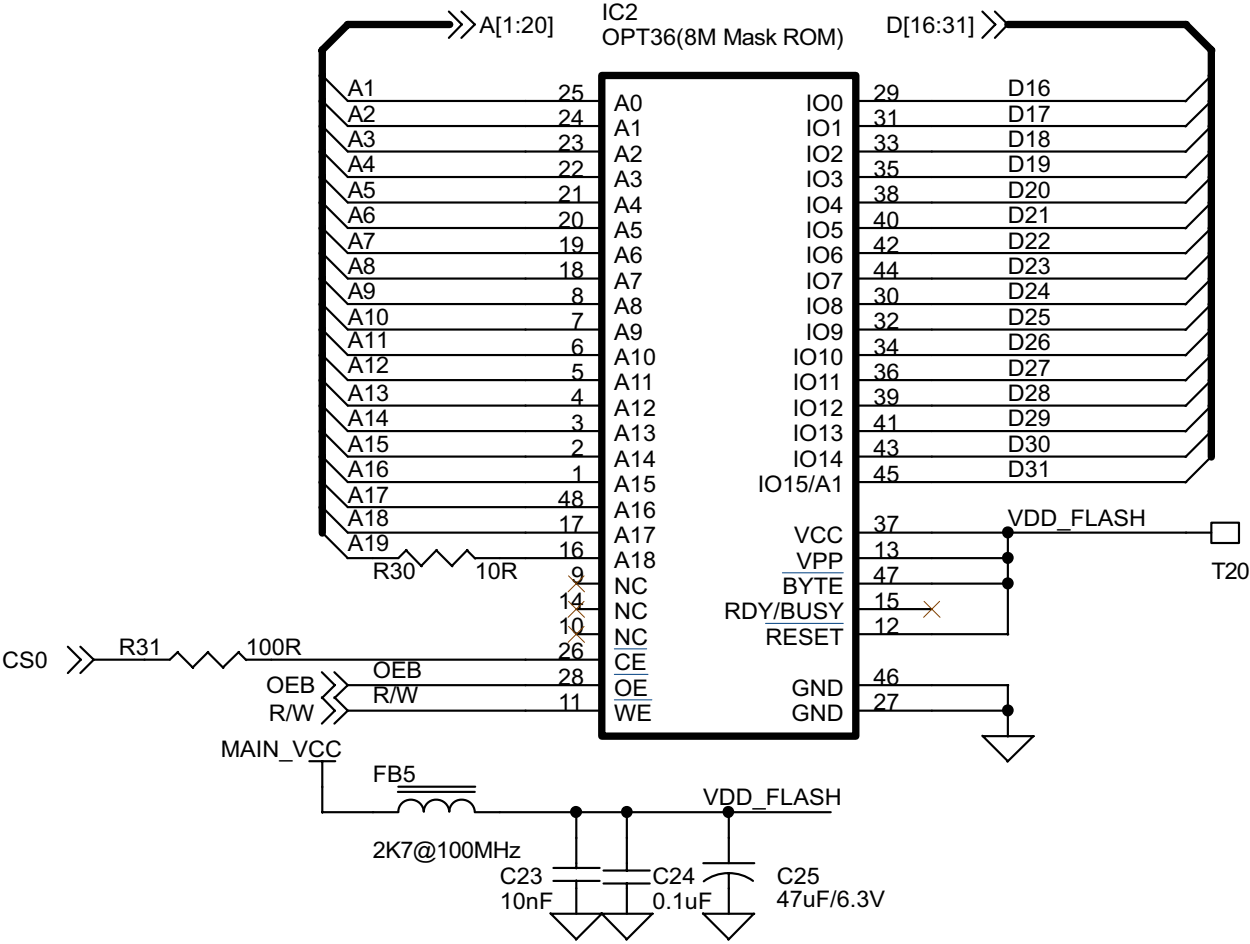 A[1:20]
IC2
OPT36(8M Mask ROM)
D[16:31]
A1 25 A0 IO0 29 D16
A2 24 A1 IO1 31 D17
A3 23 A2 IO2 33 D18
A4 22 A3 IO3 35 D19
A5 21 A4 IO4 38 D20
A6 20 A5 IO5 40 D21
A7 19 A6 IO6 42 D22
A8 18 A7 IO7 44 D23
A9 8 A8 IO8 30 D24
A10 7 A9 IO9 32 D25
A11 6 A10 IO10 34 D26
A12 5 A11 IO11 36 D27
A13 4 A12 IO12 39 D28
A14 3 A13 IO13 41 D29
A15 2 A14 IO14 43 D30
A16 1 A15 IO15/A1 45 D31
A17 48 A16
A18 17 A17 VCC 37 VDD_FLASH
A19 R30 10R 16 A18 VPP 13 T20
9 NC BYTE 47
14 NC RDY/BUSY 15
10 NC RESET 12
CS0 R31 100R 26 CE
OEB OEB 28 OE GND 46
R/W R/W 11 WE GND 27
MAIN_VCC
FB5
VDD_FLASH
2K7@100MHz
C23 C24 C25
10nF 0.1uF 47uF/6.3V